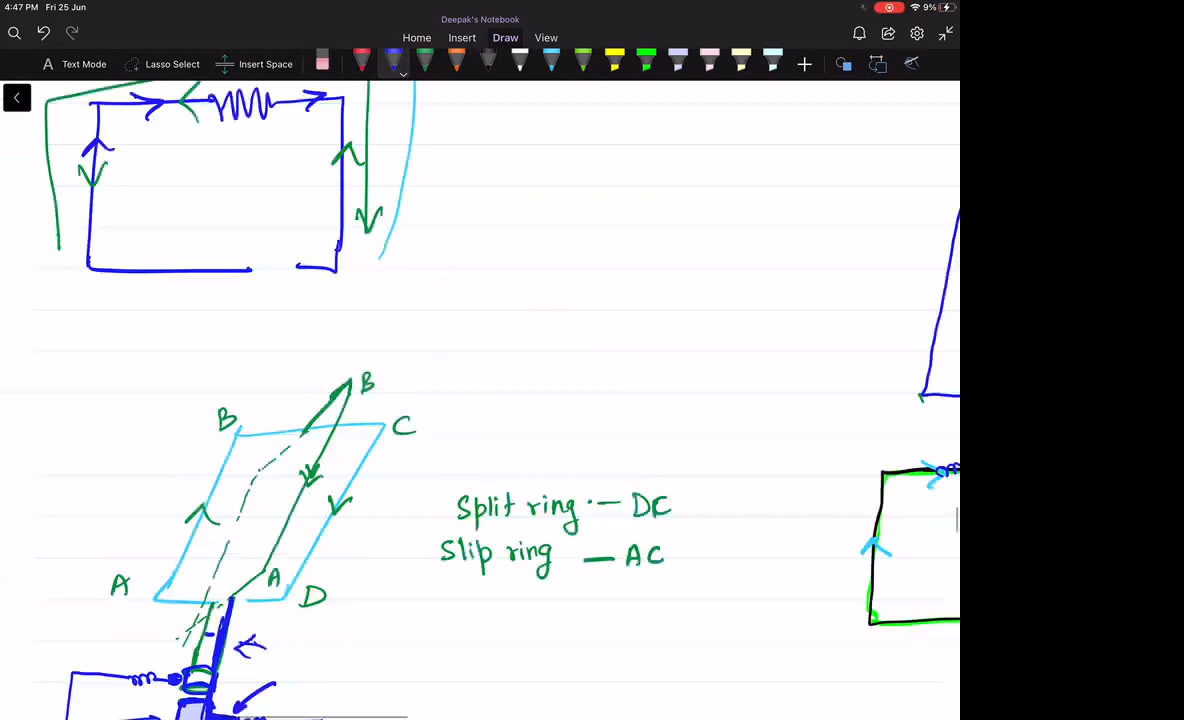 4:47 PM Fri 25 Jun
9%
Deepak's Notebook
Home Insert Draw View
A Text Mode Lasso Select Insert Space
B
B
C
Split ring - DC
Slip ring - AC
A
A
D